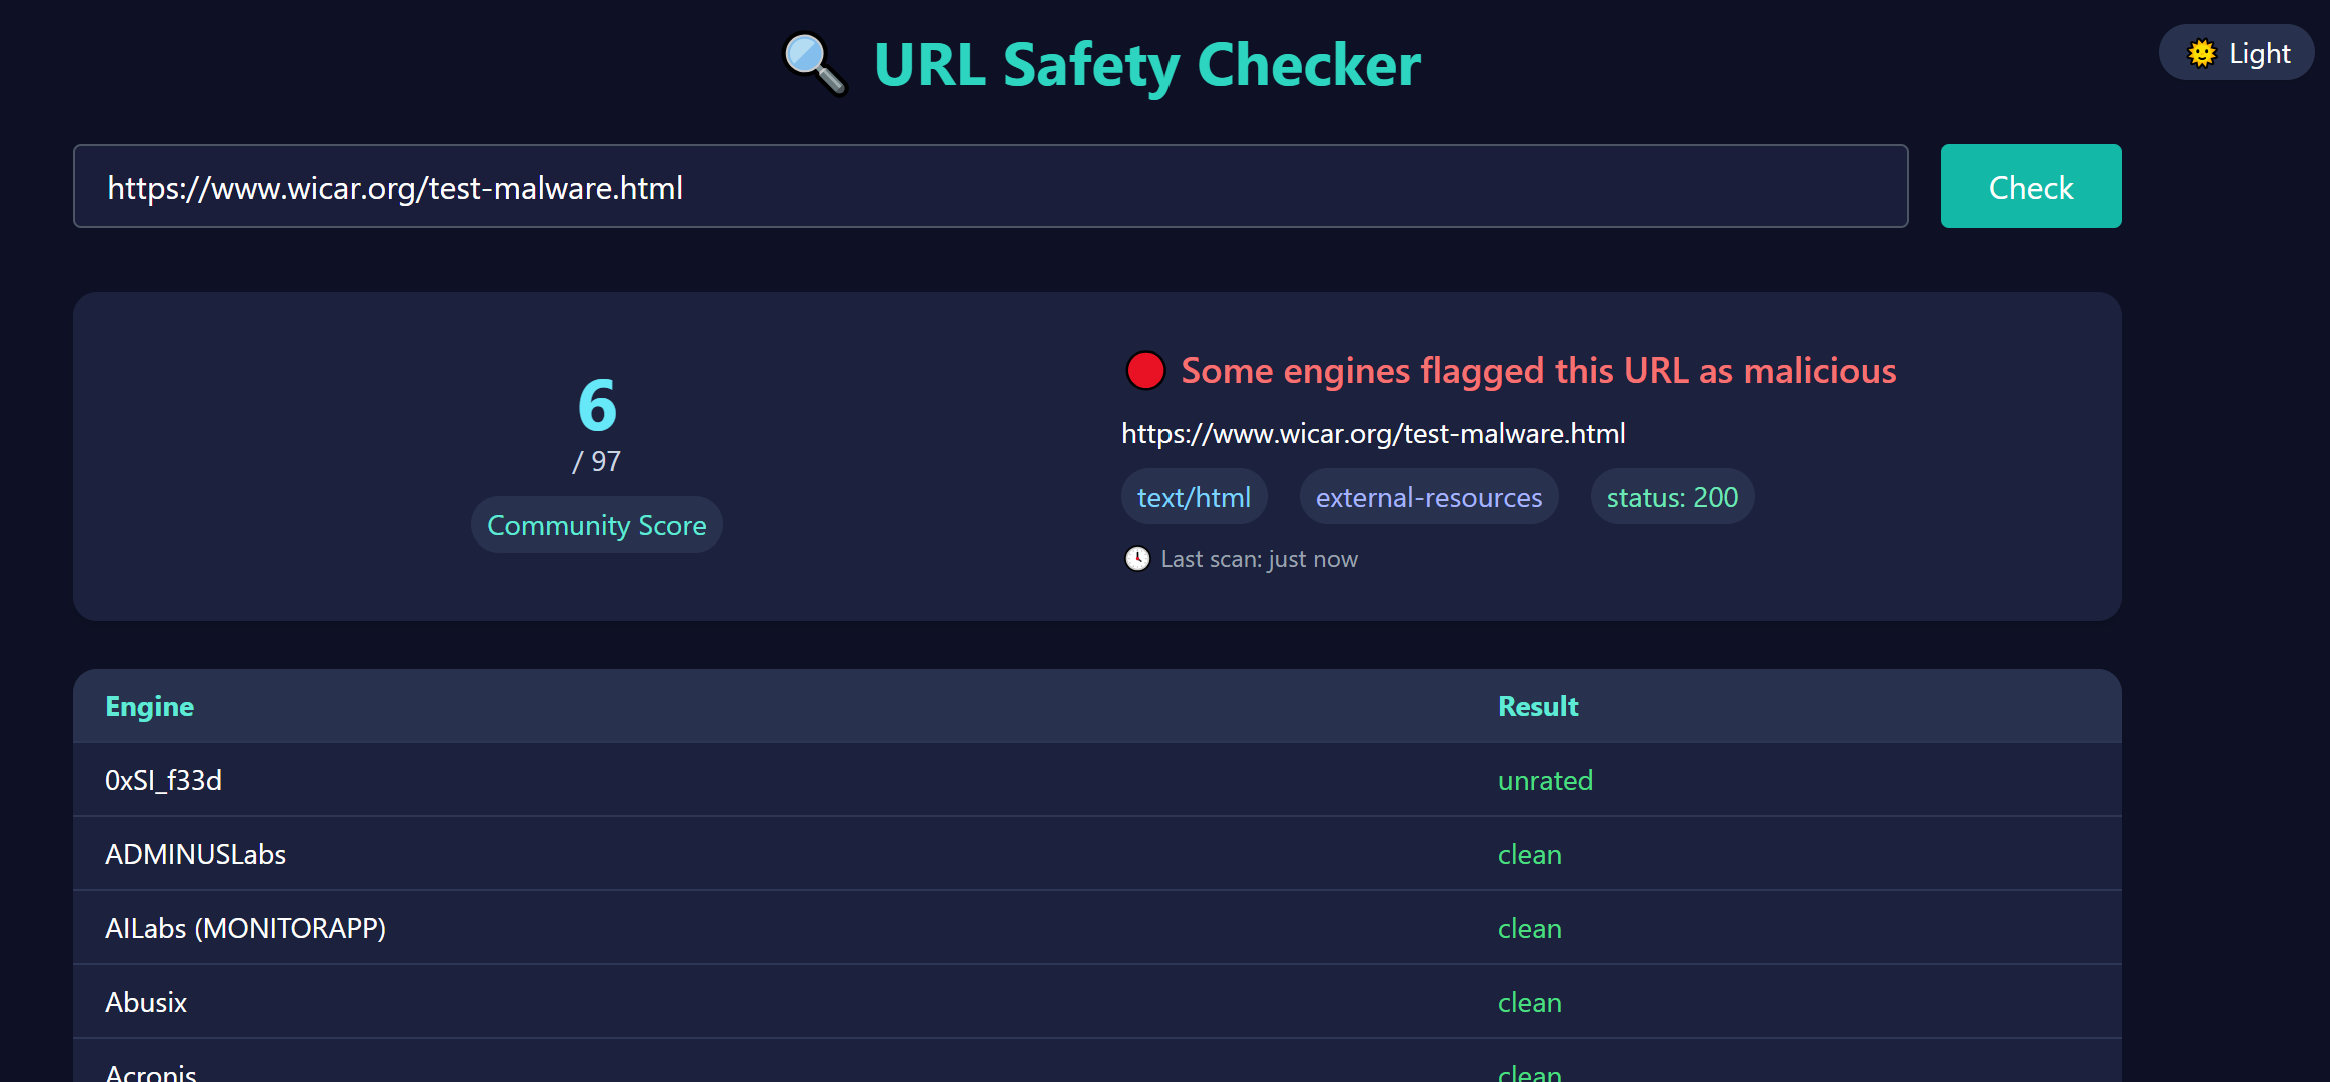 URL Safety Checker
Light
https://www.wicar.org/test-malware.html
Check
6
/ 97
Community Score
Some engines flagged this URL as malicious
https://www.wicar.org/test-malware.html
text/html external-resources status: 200
Last scan: just now
Engine Result
0xSI_f33d unrated
ADMINUSLabs clean
AILabs (MONITORAPP) clean
Abusix clean
Acronis clean